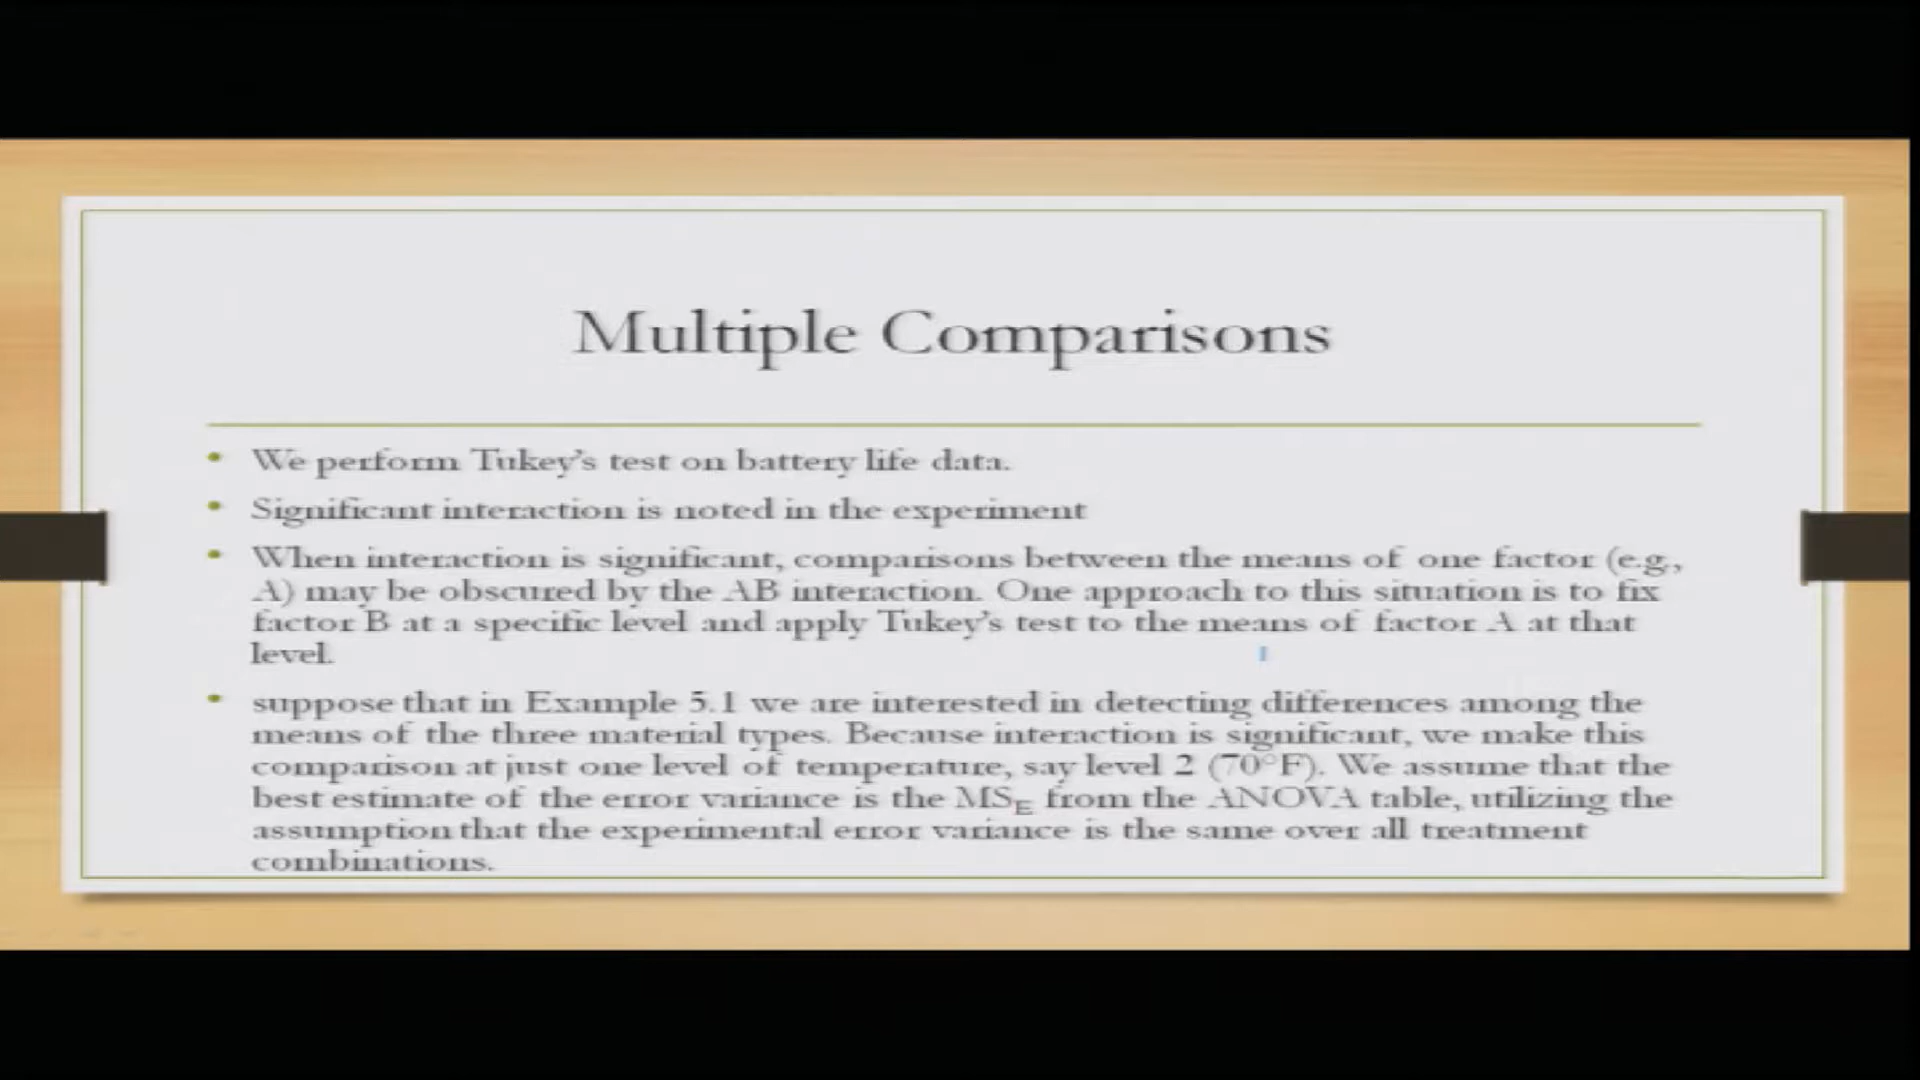 Multiple Comparisons
• We perform Tukey's test on battery life data.
• Significant interaction is noted in the experiment
• When interaction is significant, comparisons between the means of one factor (e.g.,
A) may be obscured by the AB interaction. One approach to this situation is to fix
factor B at a specific level and apply Tukey's test to the means of factor A at that
level.
• suppose that in Example 5.1 we are interested in detecting differences among the
means of the three material types. Because interaction is significant, we make this
comparison at just one level of temperature, say level 2 (70°F). We assume that the
best estimate of the error variance is the MSE from the ANOVA table, utilizing the
assumption that the experimental error variance is the same over all treatment
combinations.